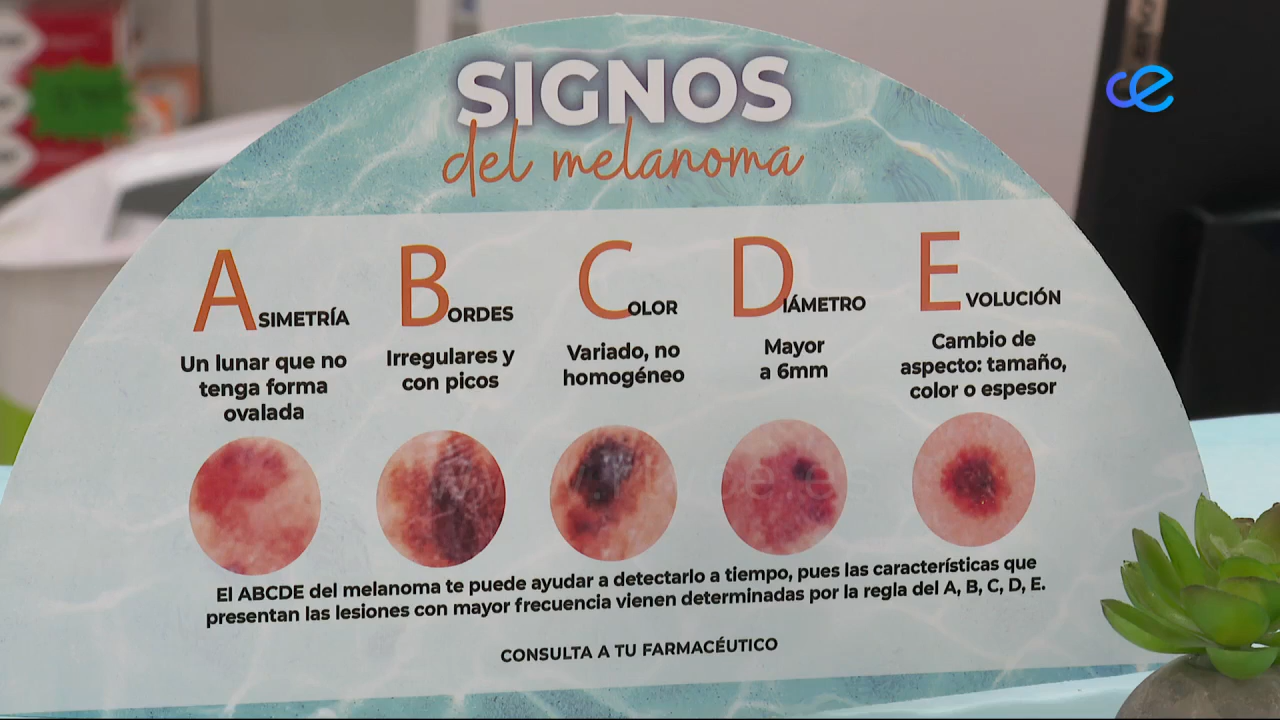 SIGNOS
del melanoma
ASIMETRÍA
Un lunar que no
tenga forma
ovalada
BORDES
Irregulares y
con picos
COLOR
Variado, no
homogéneo
DIÁMETRO
Mayor
a 6mm
EVOLUCIÓN
Cambio de
aspecto: tamaño,
color o espesor
El ABCDE del melanoma te puede ayudar a detectarlo a tiempo, pues las características que
presentan las lesiones con mayor frecuencia vienen determinadas por la regla del A, B, C, D, E.
CONSULTA A TU FARMACÉUTICO
ce